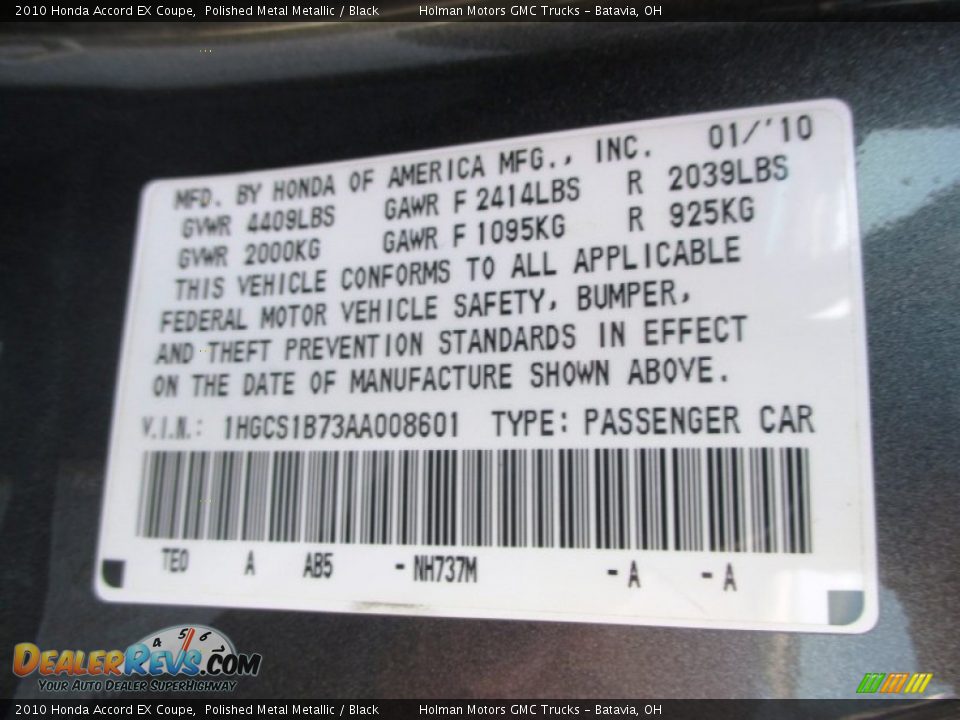 2010 Honda Accord EX Coupe, Polished Metal Metallic / Black Holman Motors GMC Trucks - Batavia, OH
MFD. BY HONDA OF AMERICA MFG., INC. 01/'10
GVWR 4409LBS GAWR F 2414LBS R 2039LBS
GVWR 2000KG GAWR F 1095KG R 925KG
THIS VEHICLE CONFORMS TO ALL APPLICABLE
FEDERAL MOTOR VEHICLE SAFETY, BUMPER,
AND THEFT PREVENTION STANDARDS IN EFFECT
ON THE DATE OF MANUFACTURE SHOWN ABOVE.
V.I.N.: 1HGCS1B73AA008601 TYPE: PASSENGER CAR
TE0 A AB5 - NH737M - A - A
4 5 6
DEALERREVS.COM
YOUR AUTO DEALER SUPERHIGHWAY
2010 Honda Accord EX Coupe, Polished Metal Metallic / Black Holman Motors GMC Trucks - Batavia, OH